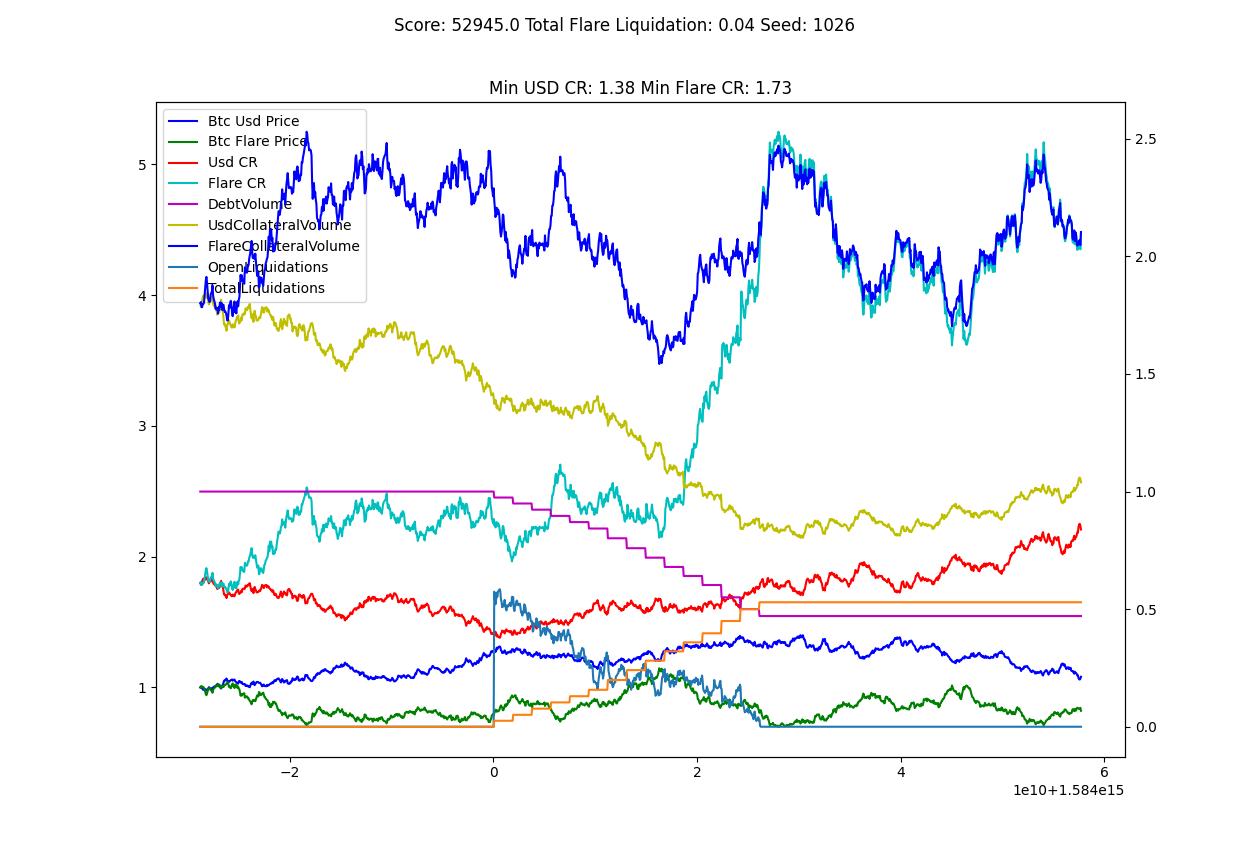 Score: 52945.0 Total Flare Liquidation: 0.04 Seed: 1026
Min USD CR: 1.38 Min Flare CR: 1.73
Btc Usd Price
Btc Flare Price
Usd CR
Flare CR
DebtVolume
UsdCollateralVolume
FlareCollateralVolume
OpenLiquidations
TotalLiquidations
5
4
3
2
1
2.5
2.0
1.5
1.0
0.5
0.0
−2
0
2
4
6
1e10+1.584e15